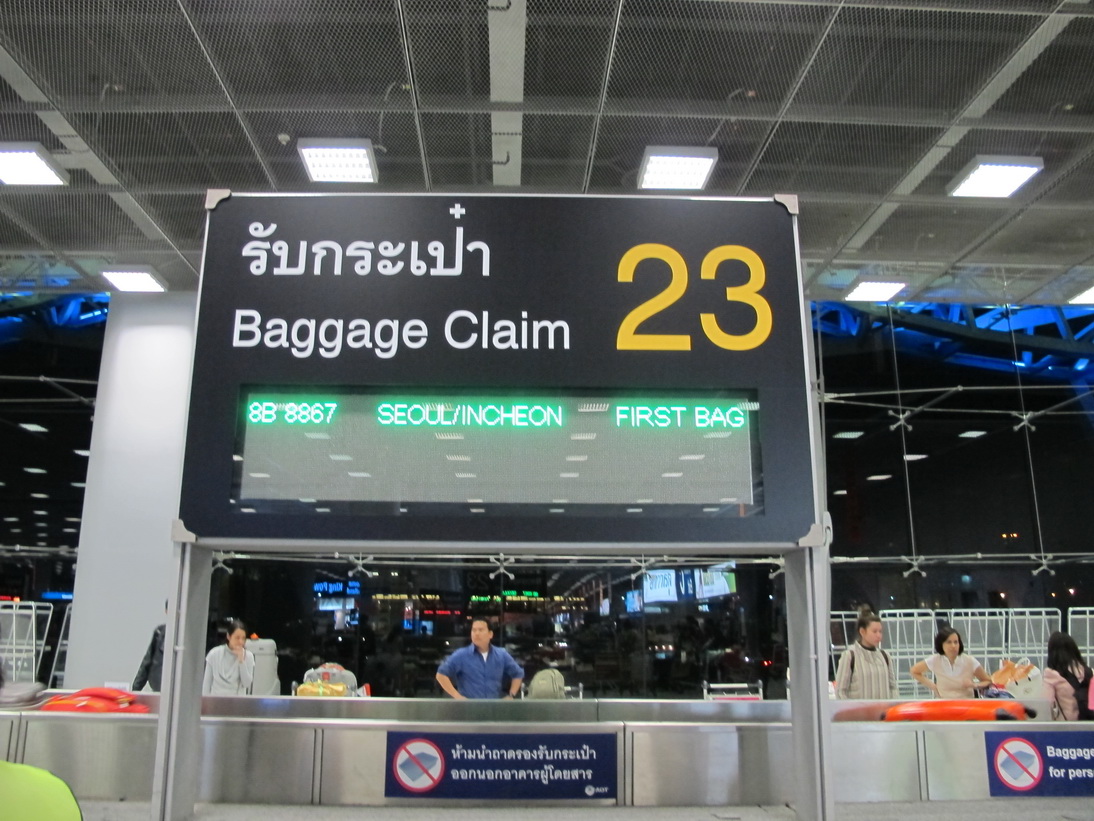 รับกระเป๋า
Baggage Claim
23
8B 8867 SEOUL/INCHEON FIRST BAG
King Power
ห้ามนำถาดรองรับกระเป๋า
ออกนอกอาคารผู้โดยสาร
AOT
Baggage
for pers